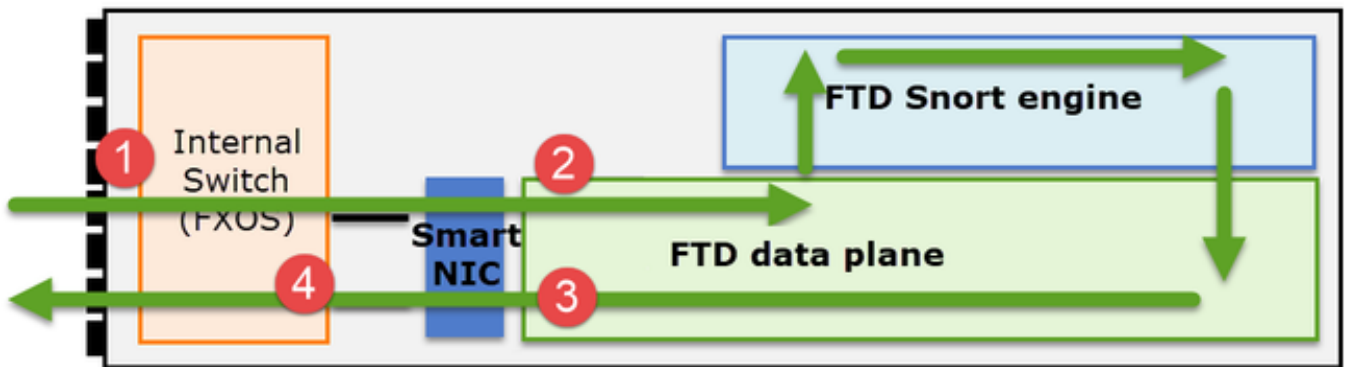 FTD Snort engine
1
Internal
Switch
(FXOS)
2
Smart
NIC
FTD data plane
4
3